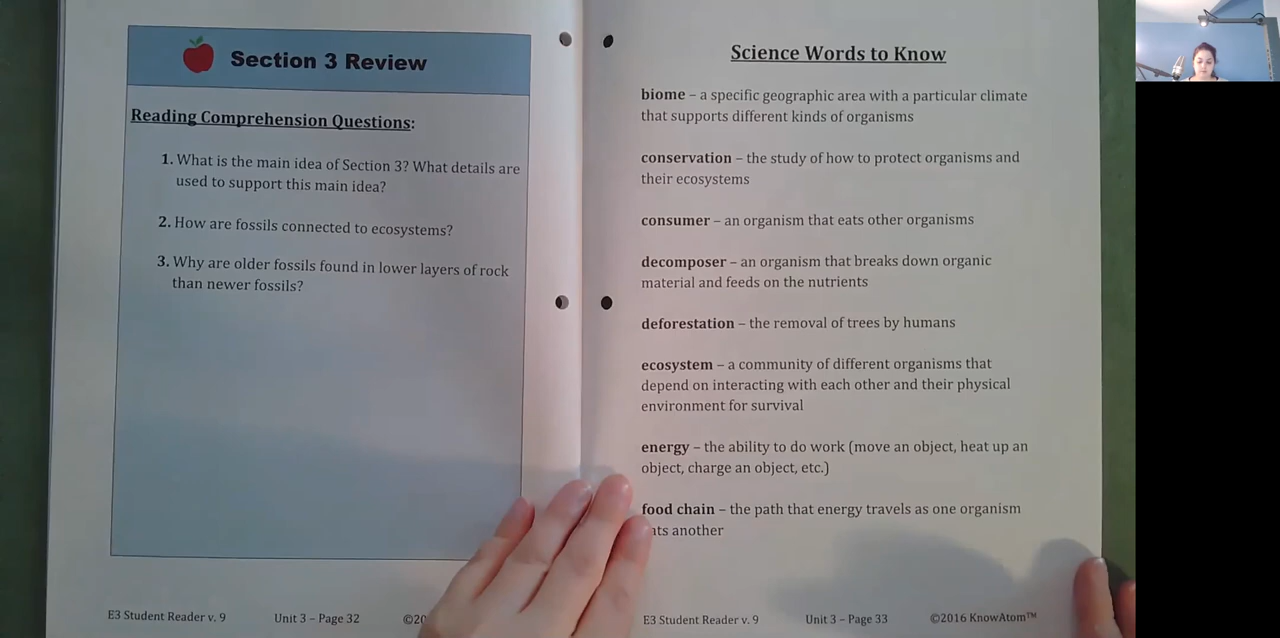 Section 3 Review
Reading Comprehension Questions:
1. What is the main idea of Section 3? What details are
used to support this main idea?
2. How are fossils connected to ecosystems?
3. Why are older fossils found in lower layers of rock
than newer fossils?
E3 Student Reader v. 9 Unit 3 – Page 32 ©20
Science Words to Know
biome – a specific geographic area with a particular climate
that supports different kinds of organisms
conservation – the study of how to protect organisms and
their ecosystems
consumer – an organism that eats other organisms
decomposer – an organism that breaks down organic
material and feeds on the nutrients
deforestation – the removal of trees by humans
ecosystem – a community of different organisms that
depend on interacting with each other and their physical
environment for survival
energy – the ability to do work (move an object, heat up an
object, charge an object, etc.)
food chain – the path that energy travels as one organism
ats another
E3 Student Reader v. 9 Unit 3 – Page 33 ©2016 KnowAtom™